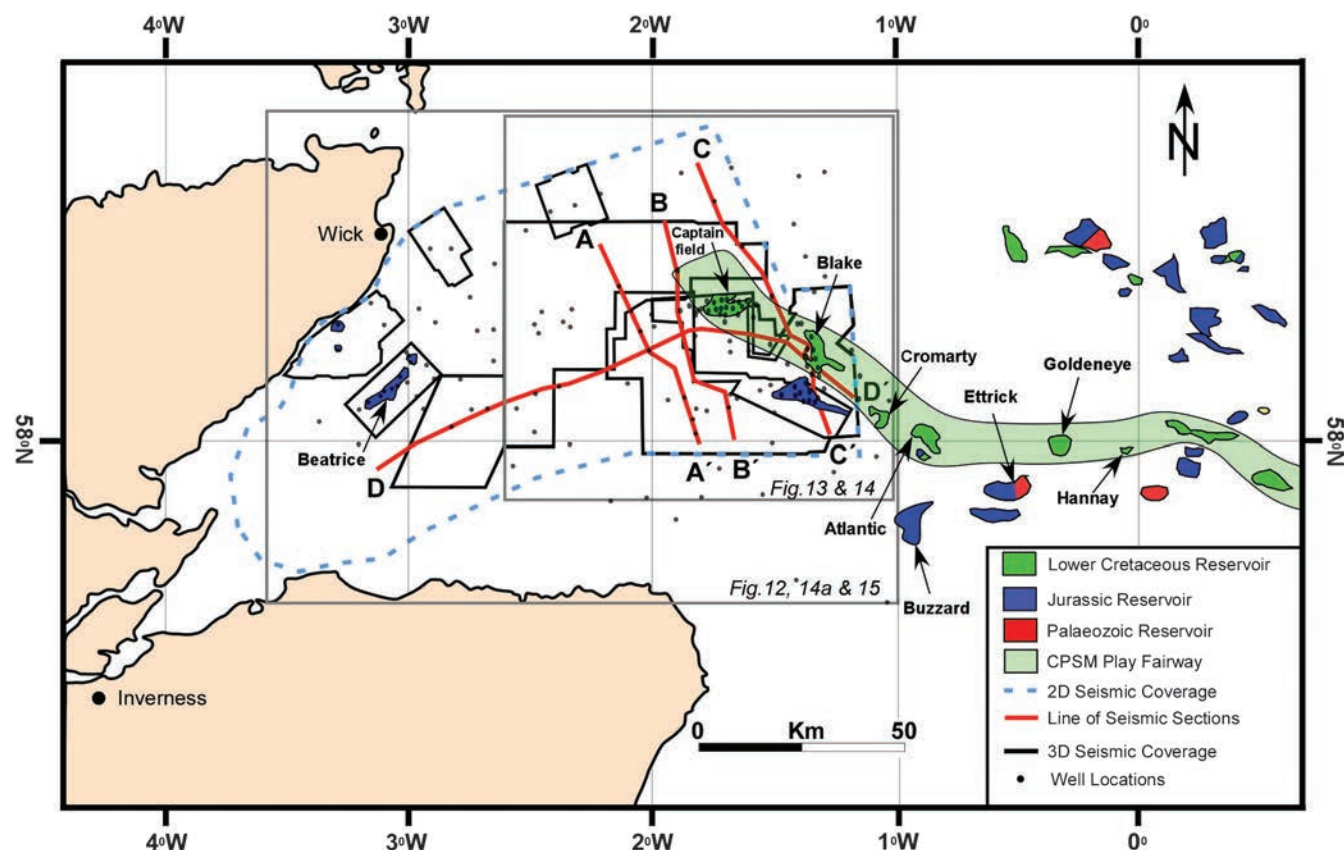 4°W 3°W 2°W 1°W 0°
N
C
B
Wick
A
Captain
field
Blake
Cromarty
Goldeneye
Ettrick
D´
58°N
58°N
Beatrice
D
A´
B´
C´
Hannay
Fig.13 & 14
Atlantic
Buzzard
Fig.12, 14a & 15
Inverness
0 Km 50
Lower Cretaceous Reservoir
Jurassic Reservoir
Palaeozoic Reservoir
CPSM Play Fairway
2D Seismic Coverage
Line of Seismic Sections
3D Seismic Coverage
Well Locations
4°W 3°W 2°W 1°W 0°